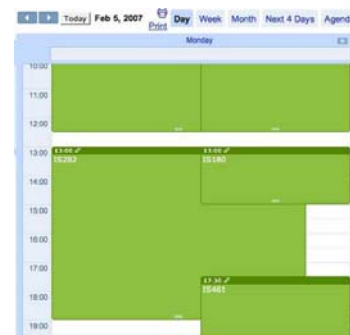 Today Feb 5, 2007 Print Day Week Month Next 4 Days Agend
Monday
10:00
11:00
12:00
13:00 13:00 13:00
IS282 IS180
14:00
15:00
16:00
17:00
17:30
IS461
18:00
19:00